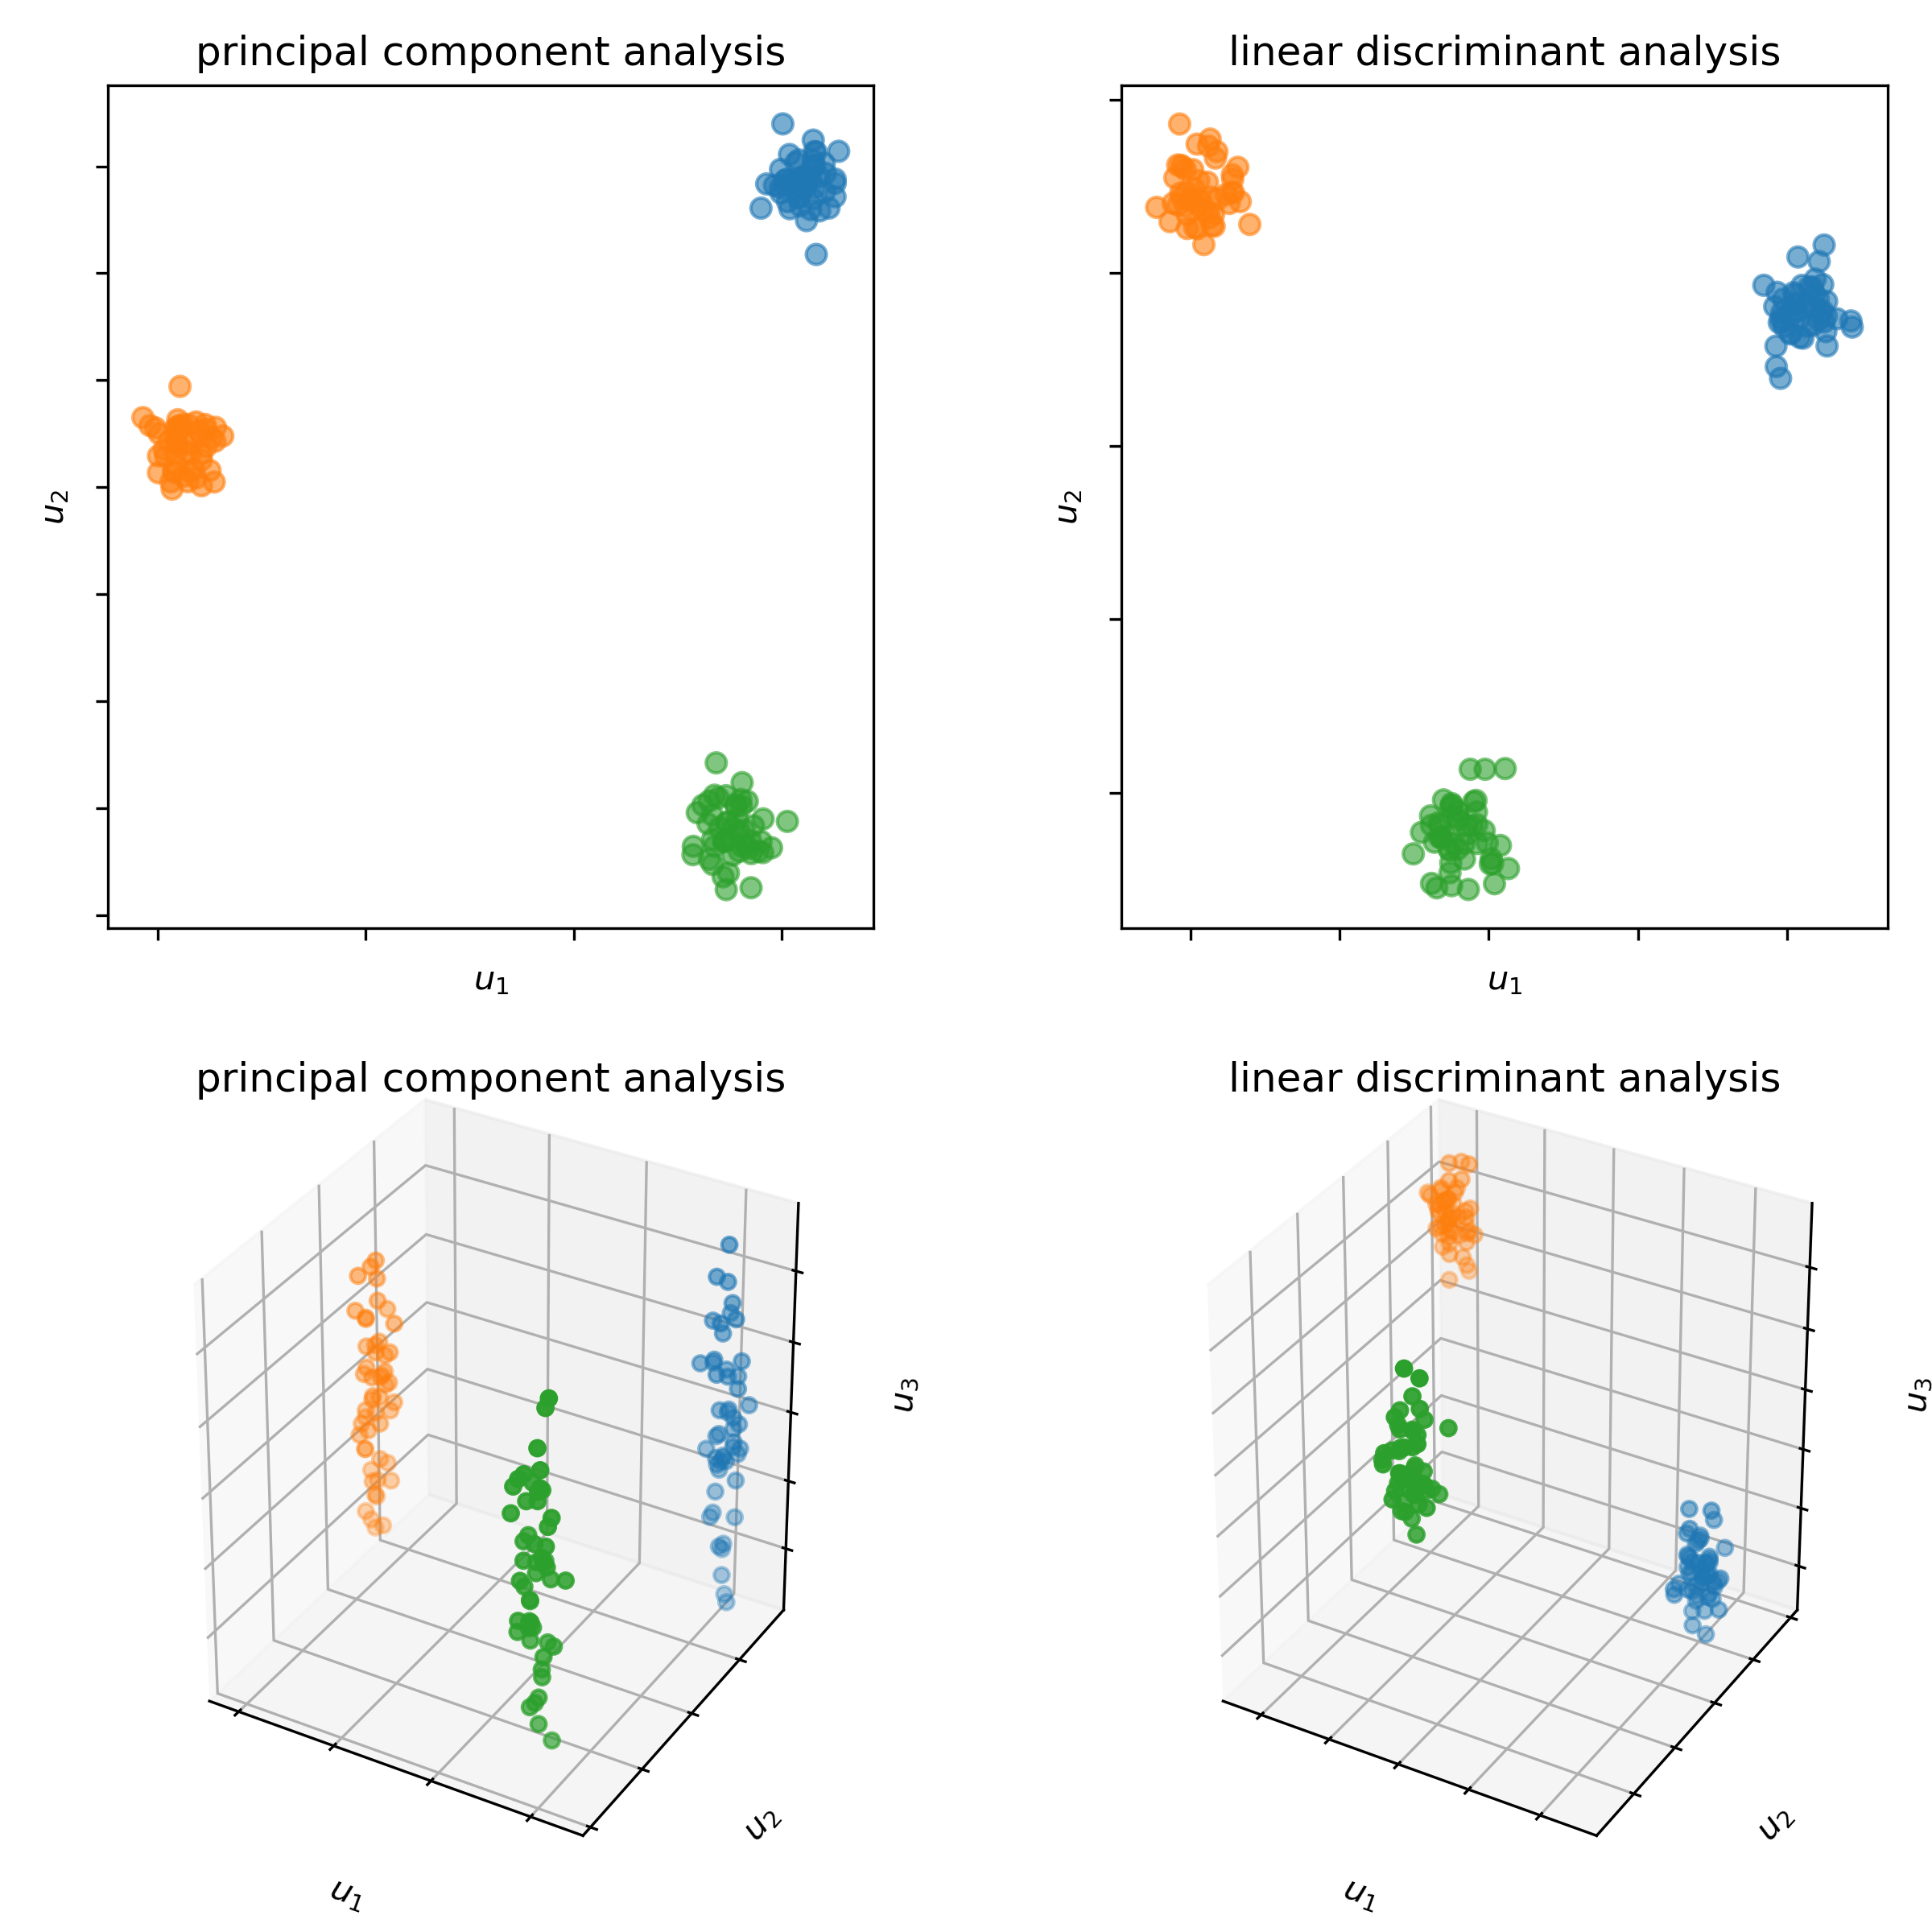 principal component analysis
u₂
u₁
linear discriminant analysis
u₂
u₁
principal component analysis
u₃
u₂
u₁
linear discriminant analysis
u₃
u₂
u₁